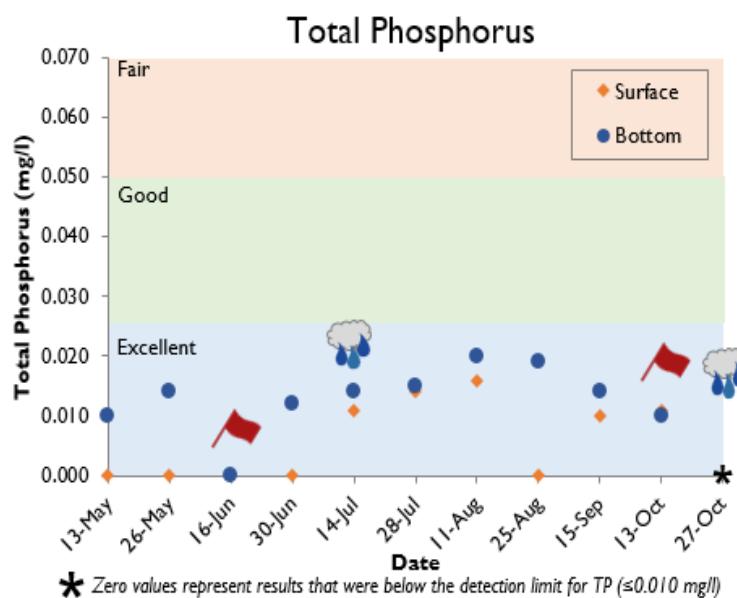 Total Phosphorus
Fair
Surface
Bottom
Good
Excellent
Total Phosphorus (mg/l)
0.070
0.060
0.050
0.040
0.030
0.020
0.010
0.000
13-May
26-May
16-Jun
30-Jun
14-Jul
28-Jul
11-Aug
25-Aug
15-Sep
13-Oct
27-Oct
Date
* Zero values represent results that were below the detection limit for TP (≤0.010 mg/l)